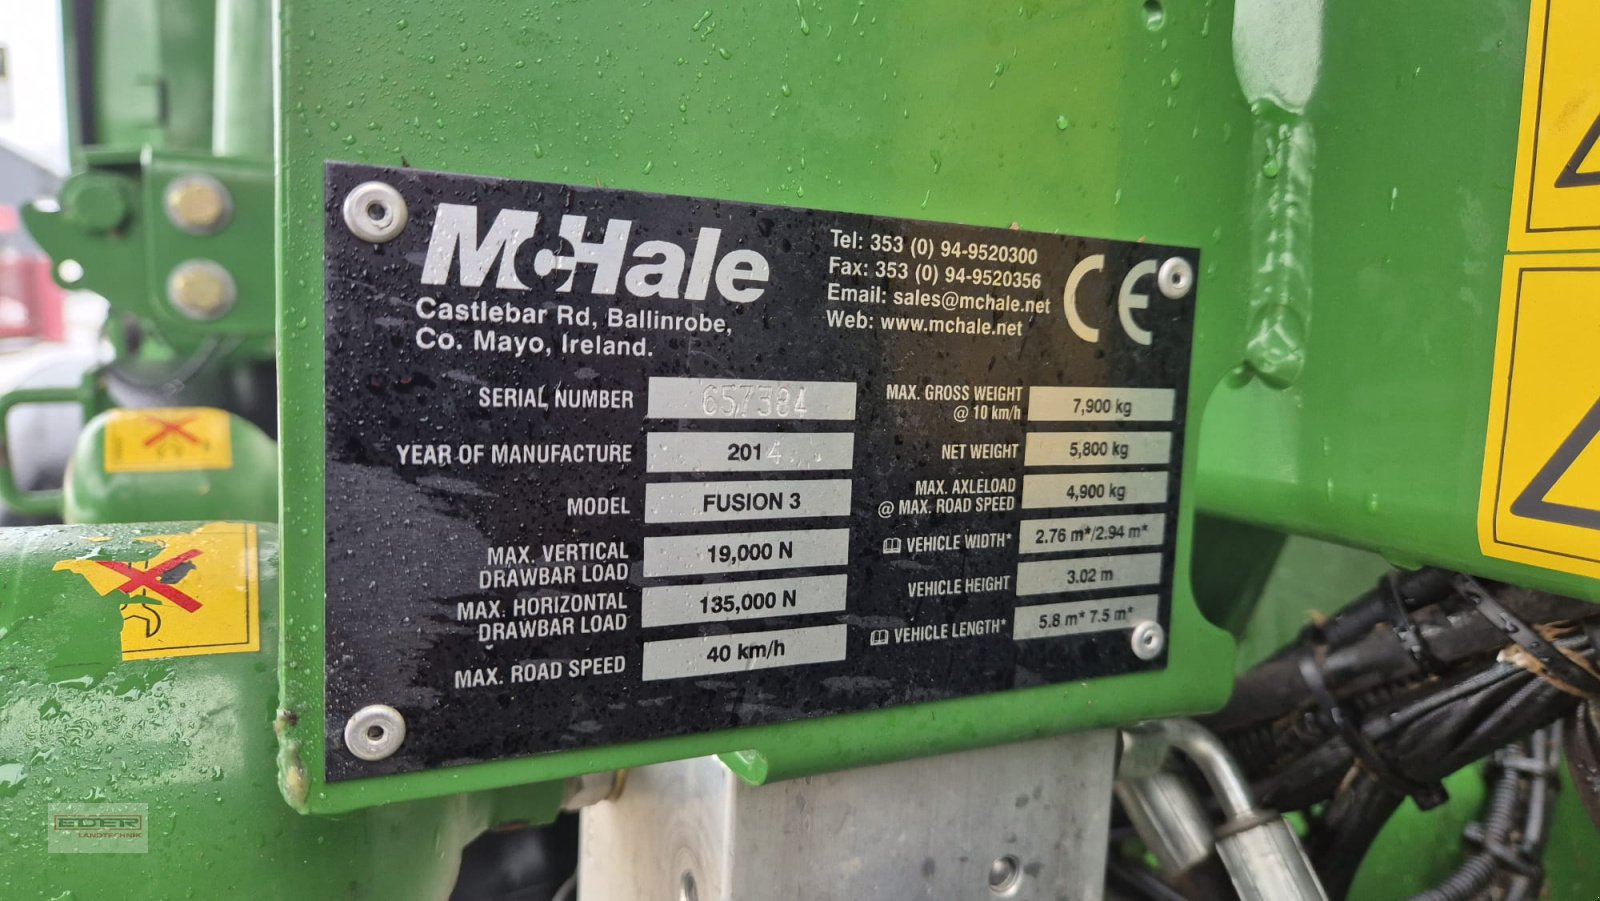 McHale
Castlebar Rd, Ballinrobe,
Co. Mayo, Ireland.
Tel: 353 (0) 94-9520300
Fax: 353 (0) 94-9520356
Email: sales@mchale.net
Web: www.mchale.net
CE
SERIAL NUMBER 657384
YEAR OF MANUFACTURE 2014
MODEL FUSION 3
MAX. VERTICAL
DRAWBAR LOAD 19,000 N
MAX. HORIZONTAL
DRAWBAR LOAD 135,000 N
MAX. ROAD SPEED 40 km/h
MAX. GROSS WEIGHT
@ 10 km/h 7,900 kg
NET WEIGHT 5,800 kg
MAX. AXLELOAD
@ MAX. ROAD SPEED 4,900 kg
VEHICLE WIDTH* 2.76 m*/2.94 m*
VEHICLE HEIGHT 3.02 m
VEHICLE LENGTH* 5.8 m* 7.5 m*
EDER
LANDTECHNIK